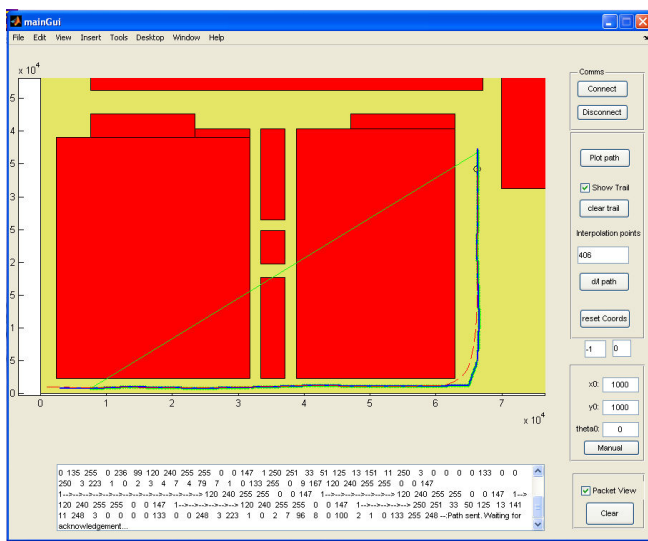 mainGui
File Edit View Insert Tools Desktop Window Help
x 10^4
5
4
5
3
5
2
5
1
5
0
0 1 2 3 4 5 6 7
x 10^4
Comms
Connect
Disconnect
Plot path
Show Trail
clear trail
Interpolation points
406
d/l path
reset Coords
-1 0
x0: 1000
y0: 1000
theta0: 0
Manual
Packet View
Clear
0 135 255 0 236 99 120 240 255 255 0 0 147 1 250 251 33 51 125 13 151 11 250 3 0 0 0 0 133 0 0
250 3 223 1 0 2 3 4 7 4 79 7 1 0 133 255 0 9 167 120 240 255 255 0 0 147
1-->-->-->-->-->-->-->-->-->-->--> 120 240 255 255 0 0 147 1-->-->-->-->--> 120 240 255 255 0 0 147 1-->
120 240 255 255 0 0 147 1-->-->-->--> 120 240 255 255 0 0 147 1-->-->-->-->-->--> 250 251 33 50 125 13 141
11 248 3 0 0 0 0 133 0 0 248 3 223 1 0 2 7 96 8 0 100 2 1 0 133 255 248 --:Path sent. Waiting for
acknowledgement...